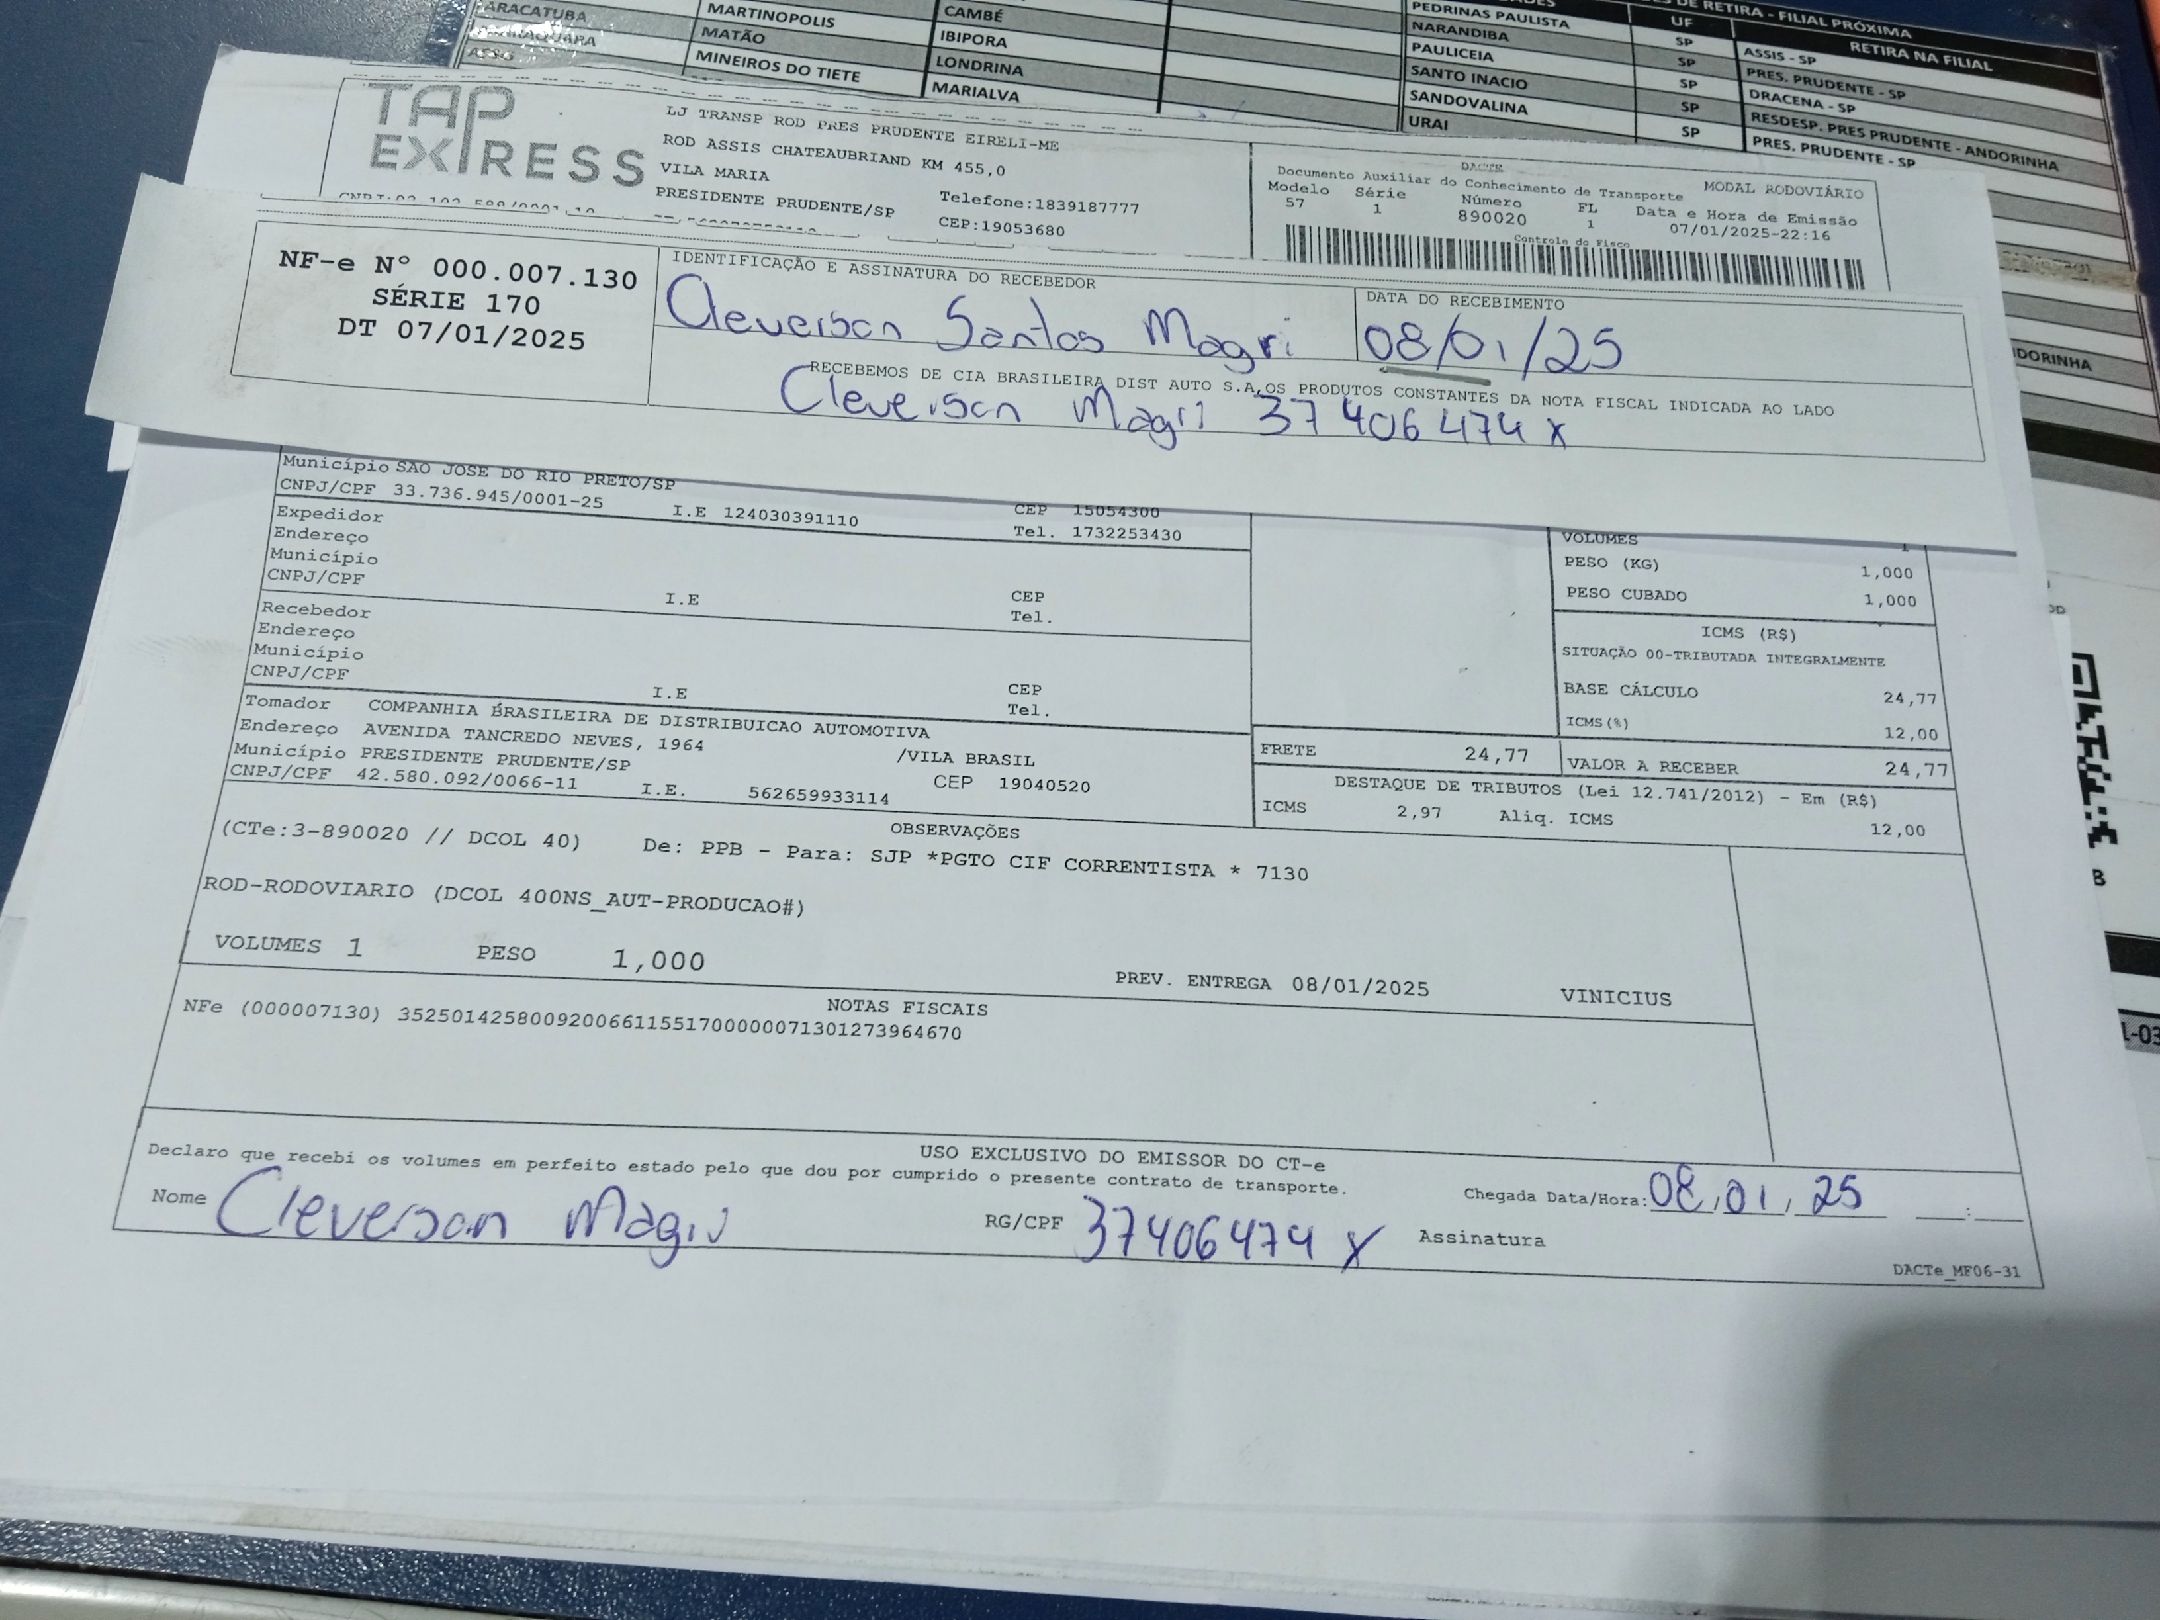 ARACATUBA MARTINOPOLIS CAMBÉ
MATÃO IBIPORA
ASSIS MINEIROS DO TIETE LONDRINA
MARIALVA
DE RETIRA - FILIAL PRÓXIMA
PEDRINAS PAULISTA UF RETIRA NA FILIAL
NARANDIBA SP ASSIS - SP
PAULICEIA SP PRES. PRUDENTE - SP
SANTO INACIO SP DRACENA - SP
SANDOVALINA SP RESDESP. PRES PRUDENTE - ANDORINHA
URAI SP PRES. PRUDENTE - SP
TAP
EXPRESS
LJ TRANSP ROD PRES PRUDENTE EIRELI-ME
ROD ASSIS CHATEAUBRIAND KM 455,0
VILA MARIA
PRESIDENTE PRUDENTE/SP Telefone:1839187777
CEP:19053680
DACTE
Documento Auxiliar do Conhecimento de Transporte MODAL RODOVIÁRIO
Modelo Série Número FL Data e Hora de Emissão
57 1 890020 1 07/01/2025-22:16
Controle do Fisco
NF-e Nº 000.007.130
SÉRIE 170
DT 07/01/2025
IDENTIFICAÇÃO E ASSINATURA DO RECEBEDOR
Cleverson Santos Magri
DATA DO RECEBIMENTO
08/01/25
RECEBEMOS DE CIA BRASILEIRA DIST AUTO S.A,OS PRODUTOS CONSTANTES DA NOTA FISCAL INDICADA AO LADO
Cleverson Magri 37406474 x
DORINHA
Município SAO JOSE DO RIO PRETO/SP
CNPJ/CPF 33.736.945/0001-25 I.E 124030391110 CEP 15054300
Tel. 1732253430
Expedidor
Endereço
Município
CNPJ/CPF I.E CEP
Tel.
Recebedor
Endereço
Município
CNPJ/CPF I.E CEP
Tel.
Tomador COMPANHIA BRASILEIRA DE DISTRIBUICAO AUTOMOTIVA
Endereço AVENIDA TANCREDO NEVES, 1964 /VILA BRASIL
Município PRESIDENTE PRUDENTE/SP CEP 19040520
CNPJ/CPF 42.580.092/0066-11 I.E. 562659933114
VOLUMES 1
PESO (KG) 1,000
PESO CUBADO 1,000
ICMS (R$)
SITUAÇÃO 00-TRIBUTADA INTEGRALMENTE
BASE CÁLCULO 24,77
ICMS(%) 12,00
FRETE 24,77 VALOR A RECEBER 24,77
DESTAQUE DE TRIBUTOS (Lei 12.741/2012) - Em (R$)
ICMS 2,97 Aliq. ICMS 12,00
OBSERVAÇÕES
(CTe:3-890020 // DCOL 40) De: PPB - Para: SJP *PGTO CIF CORRENTISTA * 7130
ROD-RODOVIARIO (DCOL 400NS_AUT-PRODUCAO#)
VOLUMES 1 PESO 1,000 PREV. ENTREGA 08/01/2025 VINICIUS
NOTAS FISCAIS
NFe (000007130) 35250142580092006611551700000071301273964670
USO EXCLUSIVO DO EMISSOR DO CT-e
Declaro que recebi os volumes em perfeito estado pelo que dou por cumprido o presente contrato de transporte.
Nome Cleverson Magri RG/CPF 37406474 x Chegada Data/Hora: 08,01,25 __:__
Assinatura
DACTe_MF06-31
B
L-03